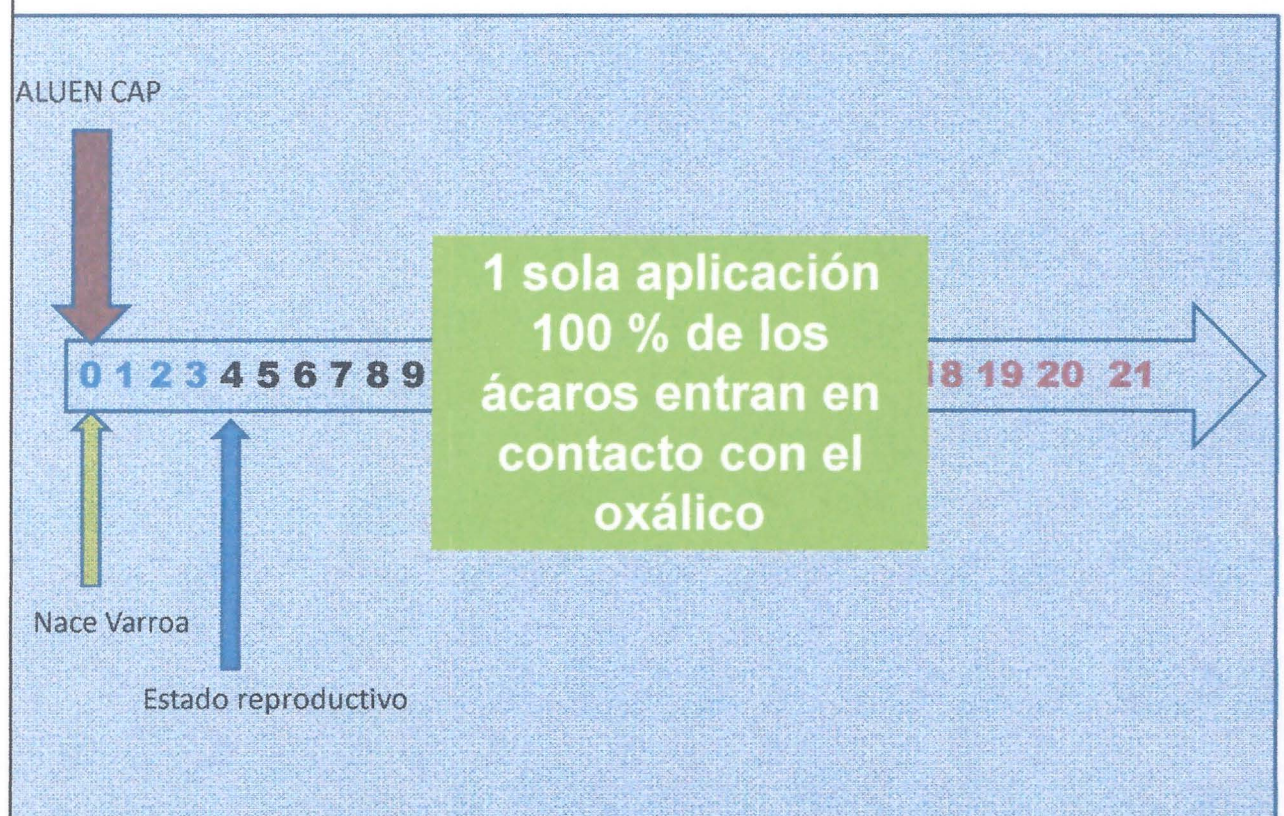 ALUEN CAP
1 sola aplicación
100 % de los
ácaros entran en
contacto con el
oxálico
0 1 2 3 4 5 6 7 8 9
18 19 20 21
Nace Varroa
Estado reproductivo